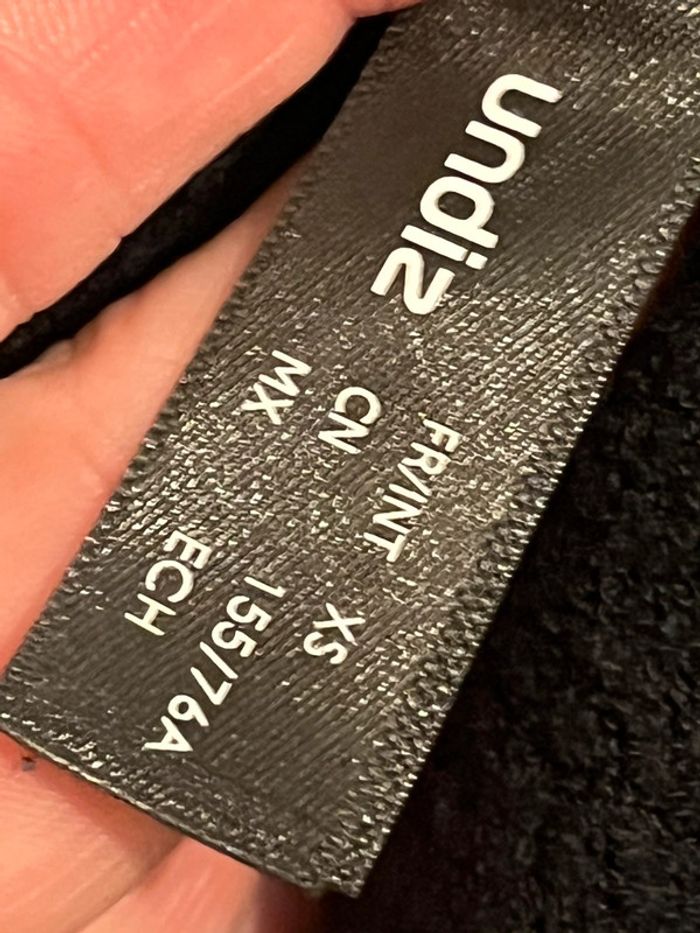 undiz
FR/INT XS
CN 155/76A
MX ECH